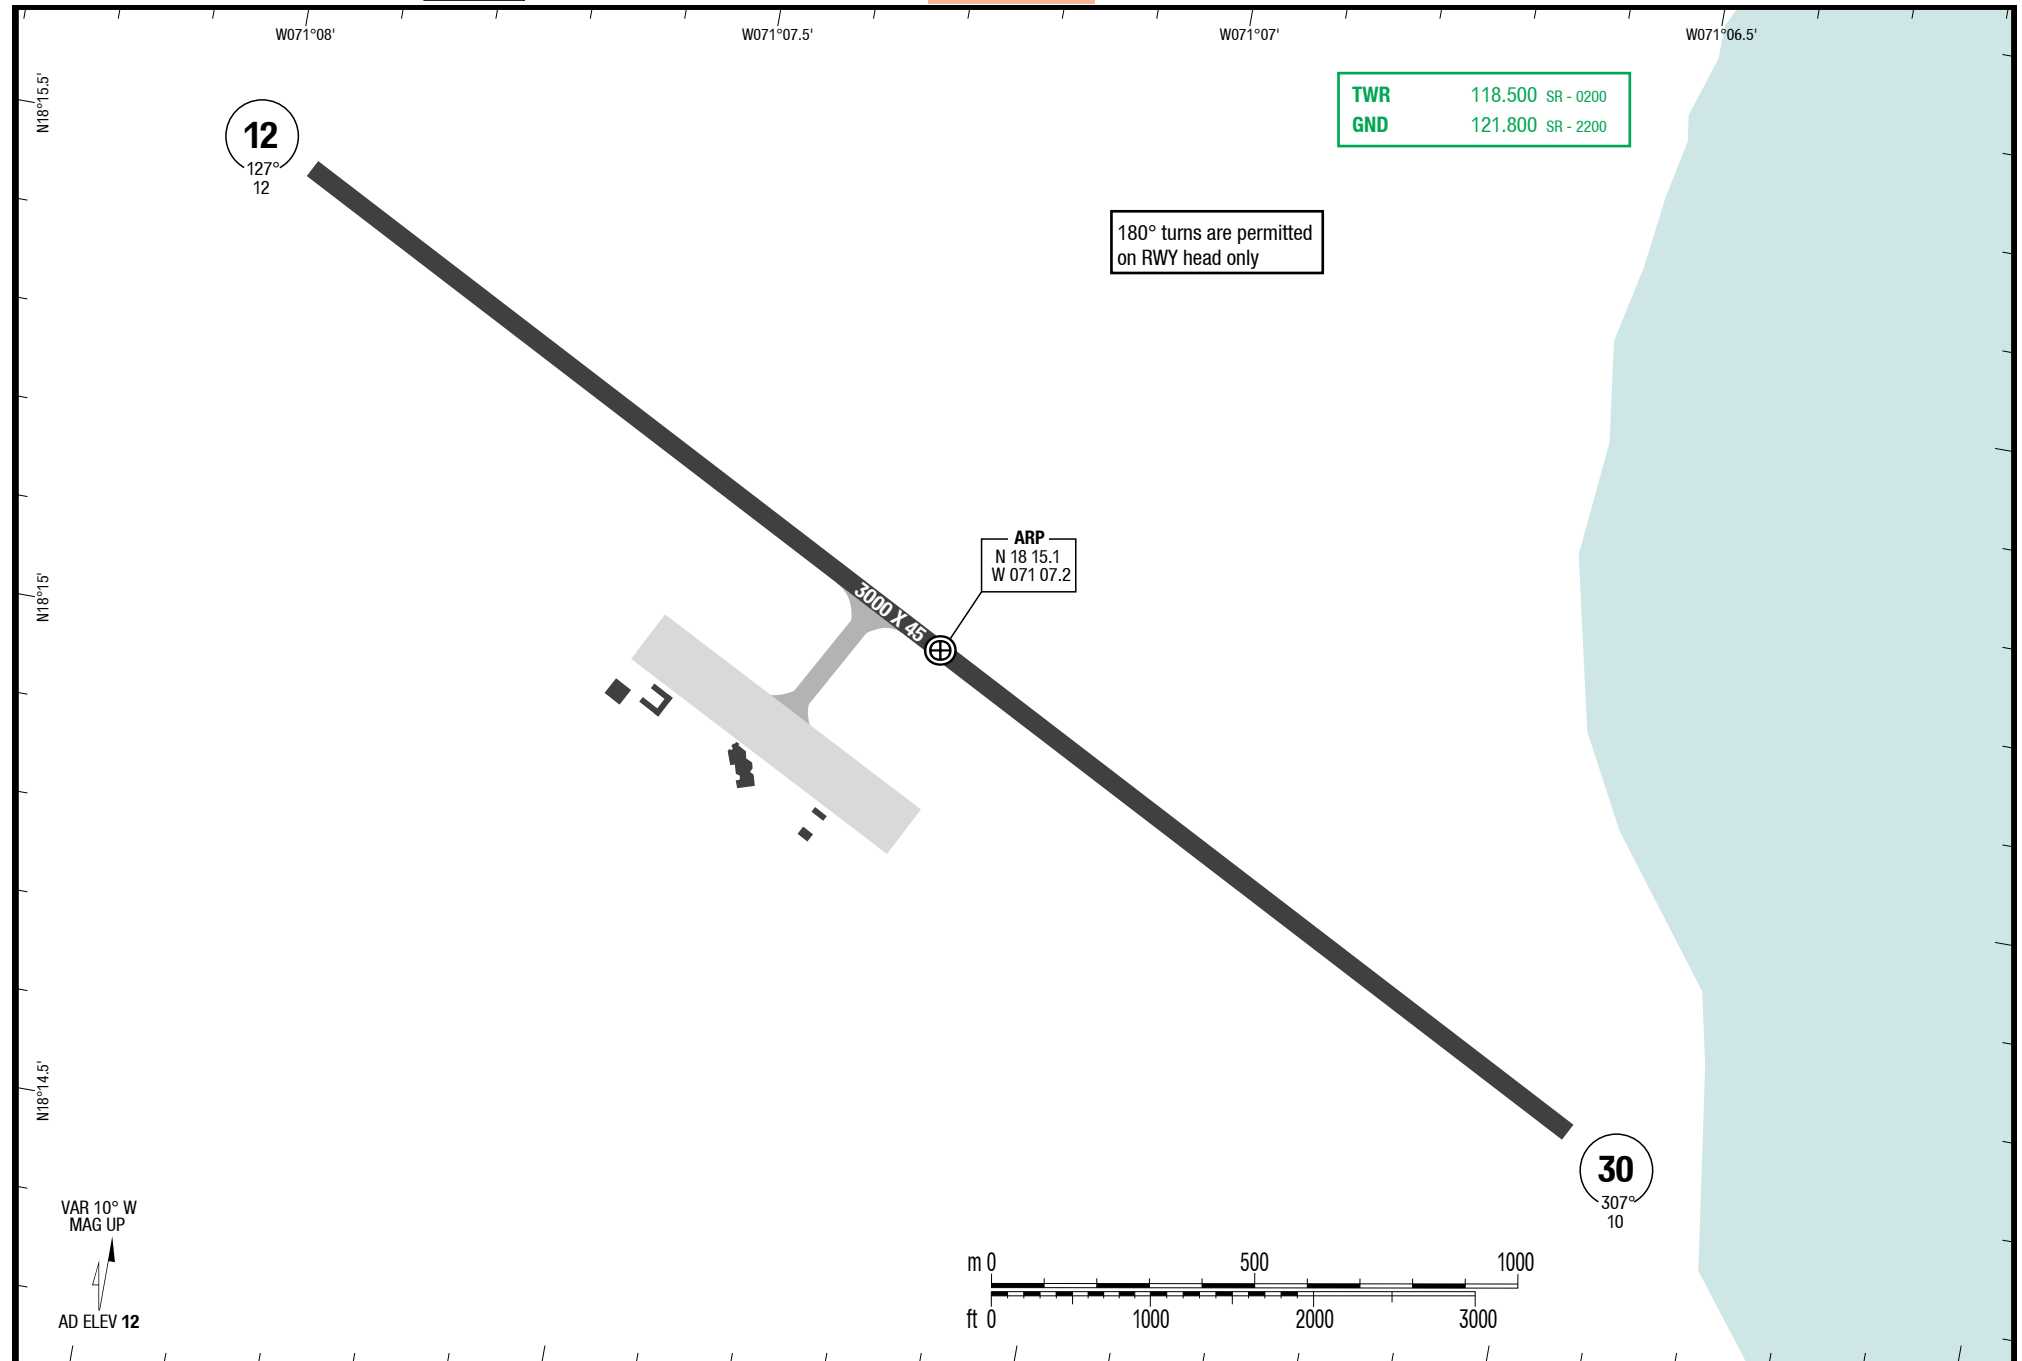 W071°08'
W071°07.5'
W071°07'
W071°06.5'
N18°15.5'
TWR 118.500 SR - 0200
GND 121.800 SR - 2200
12
127°
12
180° turns are permitted
on RWY head only
ARP
N 18 15.1
W 071 07.2
N18°15'
3000 X 45
N18°14.5'
30
307°
10
VAR 10° W
MAG UP
AD ELEV 12
m 0 500 1000
ft 0 1000 2000 3000